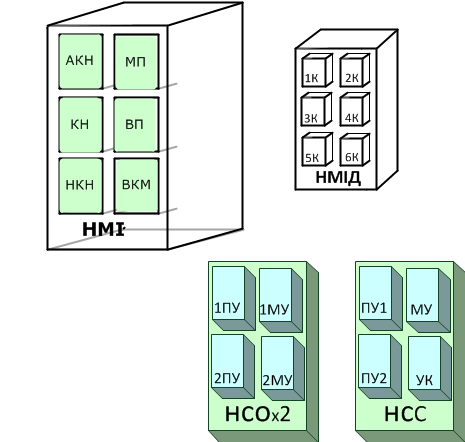 АКН МП
КН ВП
НКН ВКМ
НМІ
1К 2К
3К 4К
5К 6К
НМІД
1ПУ 1МУ
2ПУ 2МУ
НСОх2
ПУ1 МУ
ПУ2 УК
НСС